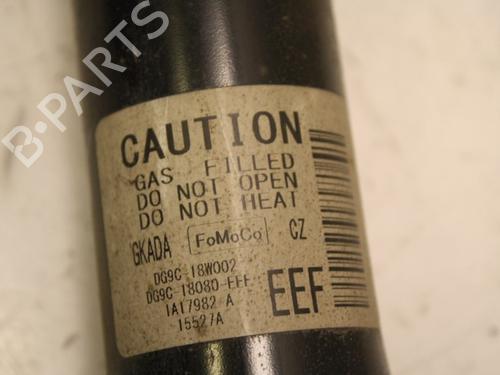 B-PARTS
CAUTION
GAS FILLED
DO NOT OPEN
DO NOT HEAT
GKADA FoMoCo CZ
DG9C-18W002
DG9C-18080-EFF
1A17982 A
15527A
EEF